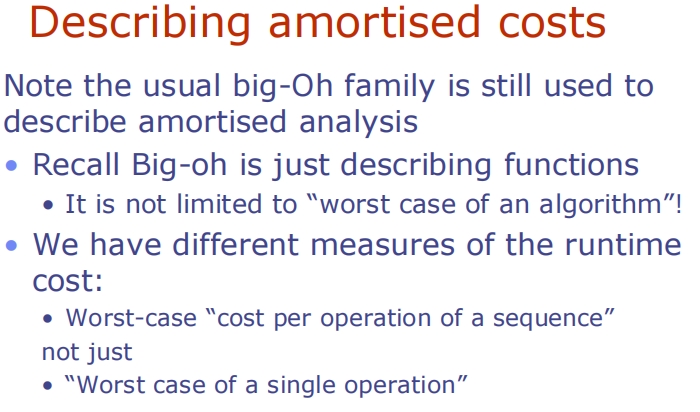 Describing amortised costs
Note the usual big-Oh family is still used to
describe amortised analysis
• Recall Big-oh is just describing functions
• It is not limited to “worst case of an algorithm”!
• We have different measures of the runtime
cost:
• Worst-case “cost per operation of a sequence”
not just
• “Worst case of a single operation”